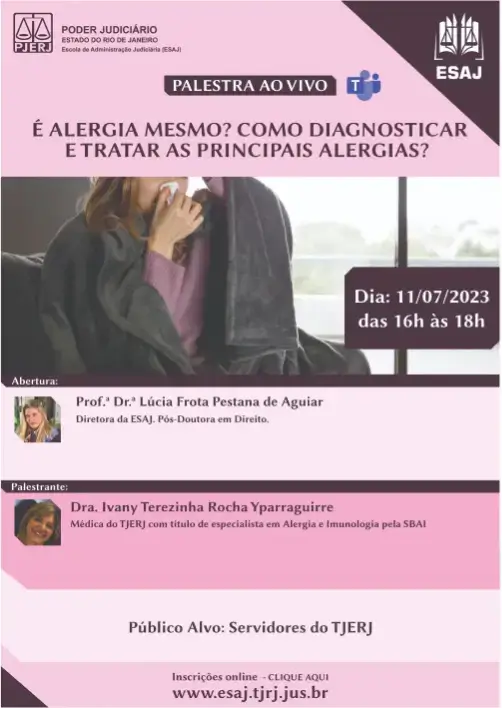 PJERJ
PODER JUDICIÁRIO
ESTADO DO RIO DE JANEIRO
Escola de Administração Judiciária (ESAJ)
ESAJ
PALESTRA AO VIVO
T
É ALERGIA MESMO? COMO DIAGNOSTICAR
E TRATAR AS PRINCIPAIS ALERGIAS?
Dia: 11/07/2023
das 16h às 18h
Abertura:
Prof.ª Dr.ª Lúcia Frota Pestana de Aguiar
Diretora da ESAJ. Pós-Doutora em Direito.
Palestrante:
Dra. Ivany Terezinha Rocha Yparraguirre
Médica do TJERJ com título de especialista em Alergia e Imunologia pela SBAI
Público Alvo: Servidores do TJERJ
Inscrições online - CLIQUE AQUI
www.esaj.tjrj.jus.br